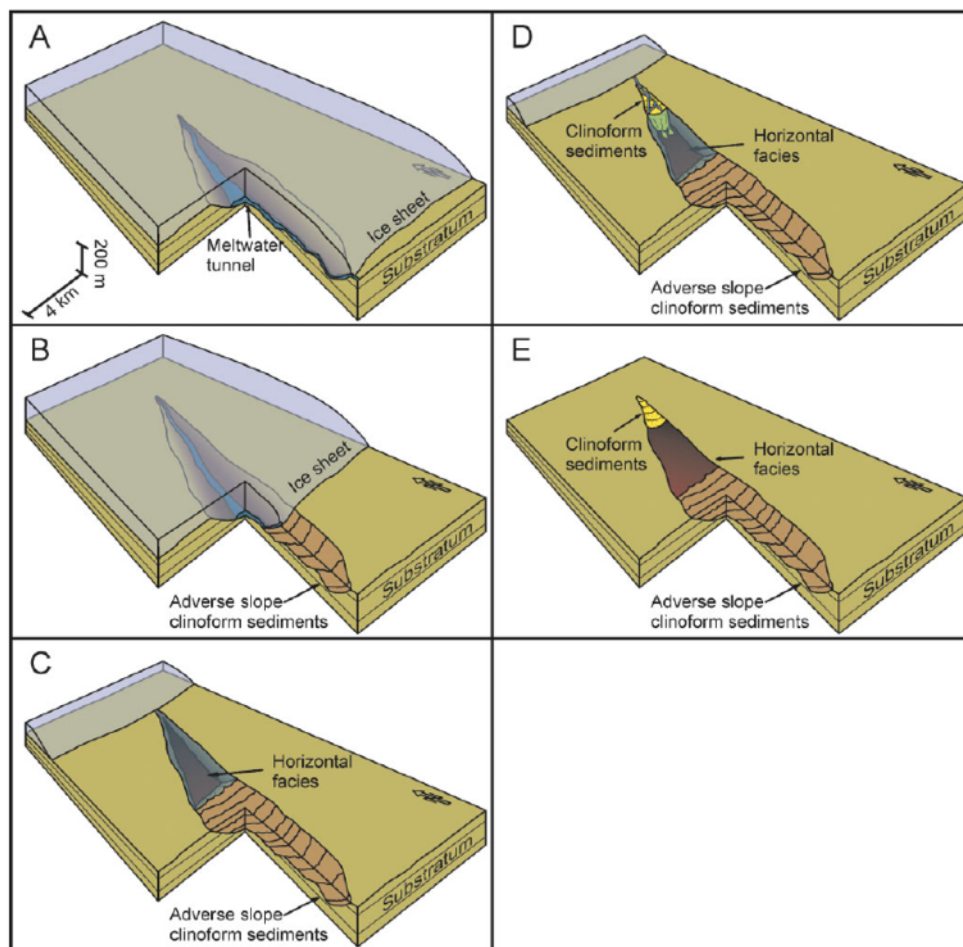 A
Meltwater
tunnel
Ice sheet
Substratum
200 m
4 km
B
Ice sheet
Substratum
Adverse slope
clinoform sediments
C
Horizontal
facies
Substratum
Adverse slope
clinoform sediments
D
Clinoform
sediments
Horizontal
facies
Substratum
Adverse slope
clinoform sediments
E
Clinoform
sediments
Horizontal
facies
Substratum
Adverse slope
clinoform sediments